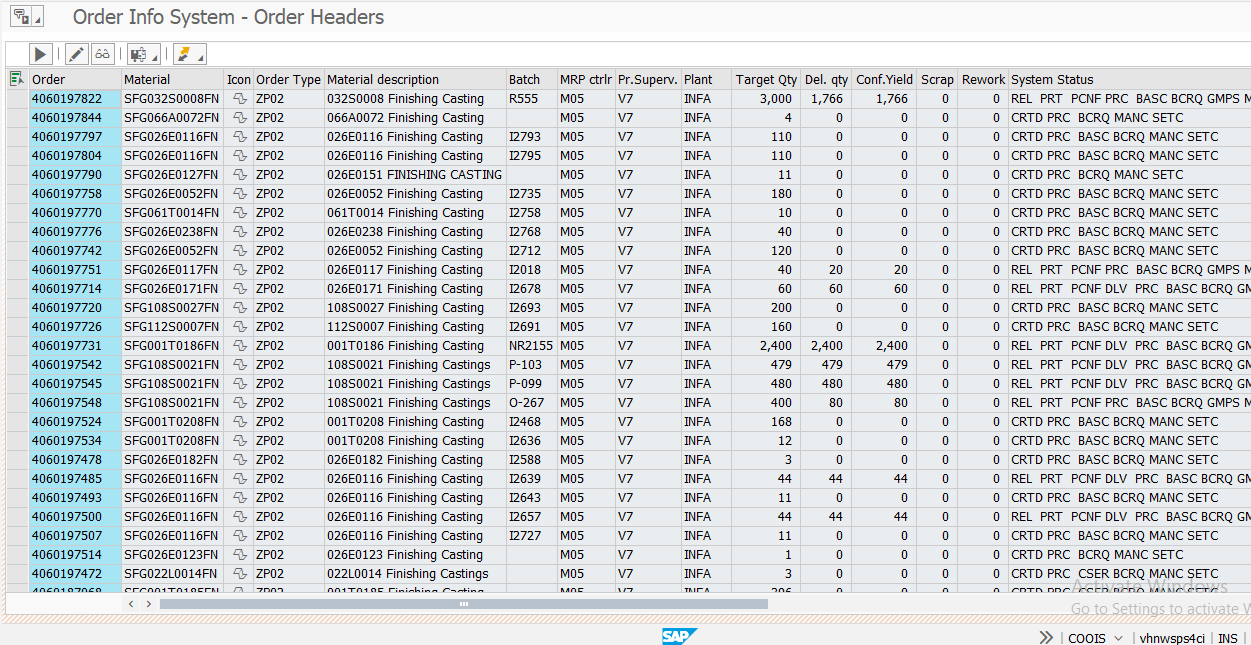 Order Info System - Order Headers
Order Material Icon Order Type Material description Batch MRP ctrlr Pr.Superv. Plant Target Qty Del. qty Conf.Yield Scrap Rework System Status
4060197822 SFG032S0008FN ZP02 032S0008 Finishing Casting R555 M05 V7 INFA 3,000 1,766 1,766 0 0 REL PRT PCNF PRC BASC BCRQ GMPS M
4060197844 SFG066A0072FN ZP02 066A0072 Finishing Casting M05 V7 INFA 4 0 0 0 0 CRTD PRC BCRQ MANC SETC
4060197797 SFG026E0116FN ZP02 026E0116 Finishing Casting I2793 M05 V7 INFA 110 0 0 0 0 CRTD PRC BASC BCRQ MANC SETC
4060197804 SFG026E0116FN ZP02 026E0116 Finishing Casting I2795 M05 V7 INFA 110 0 0 0 0 CRTD PRC BASC BCRQ MANC SETC
4060197790 SFG026E0127FN ZP02 026E0151 FINISHING CASTING M05 V7 INFA 11 0 0 0 0 CRTD PRC BCRQ MANC SETC
4060197758 SFG026E0052FN ZP02 026E0052 Finishing Casting I2735 M05 V7 INFA 180 0 0 0 0 CRTD PRC BASC BCRQ MANC SETC
4060197770 SFG061T0014FN ZP02 061T0014 Finishing Casting I2758 M05 V7 INFA 10 0 0 0 0 CRTD PRC BASC BCRQ MANC SETC
4060197776 SFG026E0238FN ZP02 026E0238 Finishing Casting I2768 M05 V7 INFA 40 0 0 0 0 CRTD PRC BASC BCRQ MANC SETC
4060197742 SFG026E0052FN ZP02 026E0052 Finishing Casting I2712 M05 V7 INFA 120 0 0 0 0 CRTD PRC BASC BCRQ MANC SETC
4060197751 SFG026E0117FN ZP02 026E0117 Finishing Casting I2018 M05 V7 INFA 40 20 20 0 0 REL PRT PCNF PRC BASC BCRQ GMPS M
4060197714 SFG026E0171FN ZP02 026E0171 Finishing Casting I2678 M05 V7 INFA 60 60 60 0 0 REL PRT PCNF DLV PRC BASC BCRQ GM
4060197720 SFG108S0027FN ZP02 108S0027 Finishing Casting I2693 M05 V7 INFA 200 0 0 0 0 CRTD PRC BASC BCRQ MANC SETC
4060197726 SFG112S0007FN ZP02 112S0007 Finishing Casting I2691 M05 V7 INFA 160 0 0 0 0 CRTD PRC BASC BCRQ MANC SETC
4060197731 SFG001T0186FN ZP02 001T0186 Finishing Casting NR2155 M05 V7 INFA 2,400 2,400 2,400 0 0 REL PRT PCNF DLV PRC BASC BCRQ GM
4060197542 SFG108S0021FN ZP02 108S0021 Finishing Castings P-103 M05 V7 INFA 479 479 479 0 0 REL PRT PCNF DLV PRC BASC BCRQ GM
4060197545 SFG108S0021FN ZP02 108S0021 Finishing Castings P-099 M05 V7 INFA 480 480 480 0 0 REL PRT PCNF DLV PRC BASC BCRQ GM
4060197548 SFG108S0021FN ZP02 108S0021 Finishing Castings O-267 M05 V7 INFA 400 80 80 0 0 REL PRT PCNF PRC BASC BCRQ GMPS M
4060197524 SFG001T0208FN ZP02 001T0208 Finishing Casting I2468 M05 V7 INFA 168 0 0 0 0 CRTD PRC BASC BCRQ MANC SETC
4060197534 SFG001T0208FN ZP02 001T0208 Finishing Casting I2636 M05 V7 INFA 12 0 0 0 0 CRTD PRC BASC BCRQ MANC SETC
4060197478 SFG026E0182FN ZP02 026E0182 Finishing Casting I2588 M05 V7 INFA 3 0 0 0 0 CRTD PRC BASC BCRQ MANC SETC
4060197485 SFG026E0116FN ZP02 026E0116 Finishing Casting I2639 M05 V7 INFA 44 44 44 0 0 REL PRT PCNF DLV PRC BASC BCRQ GM
4060197493 SFG026E0116FN ZP02 026E0116 Finishing Casting I2643 M05 V7 INFA 11 0 0 0 0 CRTD PRC BASC BCRQ MANC SETC
4060197500 SFG026E0116FN ZP02 026E0116 Finishing Casting I2657 M05 V7 INFA 44 44 44 0 0 REL PRT PCNF DLV PRC BASC BCRQ GM
4060197507 SFG026E0116FN ZP02 026E0116 Finishing Casting I2727 M05 V7 INFA 11 0 0 0 0 CRTD PRC BASC BCRQ MANC SETC
4060197514 SFG026E0123FN ZP02 026E0123 Finishing Casting M05 V7 INFA 1 0 0 0 0 CRTD PRC BCRQ MANC SETC
4060197472 SFG022L0014FN ZP02 022L0014 Finishing Castings M05 V7 INFA 3 0 0 0 0 CRTD PRC CSER BCRQ MANC SETC
Activate Windows
Go to Settings to activate W
SAP COOIS vhnwsps4ci INS